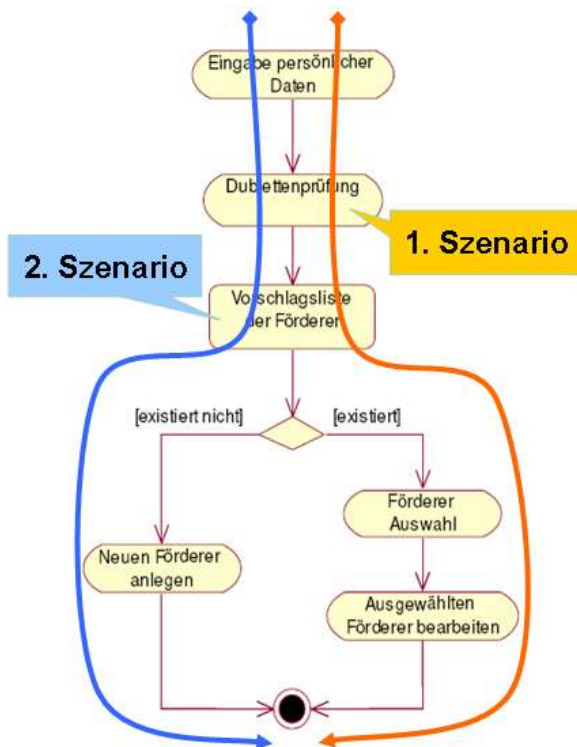 Eingabe persönlicher
Daten
Dublettenprüfung
1. Szenario
2. Szenario
Vorschlagsliste
der Förderer
[existiert nicht]
[existiert]
Förderer
Auswahl
Neuen Förderer
anlegen
Ausgewählten
Förderer bearbeiten